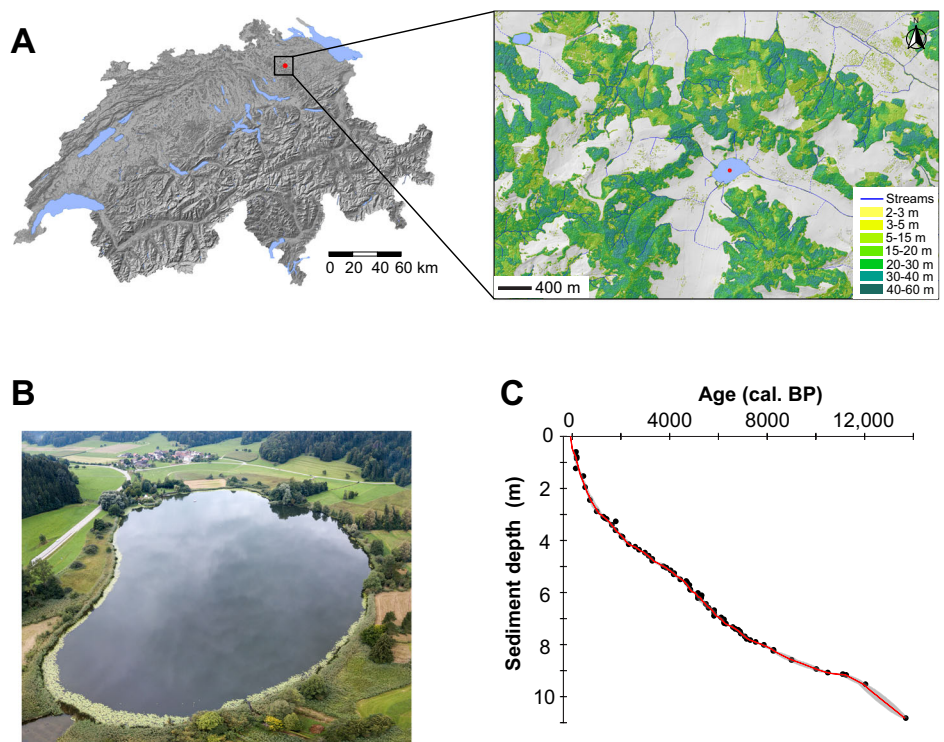 A
0 20 40 60 km
N
400 m
Streams
2-3 m
3-5 m
5-15 m
15-20 m
20-30 m
30-40 m
40-60 m
B
C
Age (cal. BP)
0 4000 8000 12,000
Sediment depth (m)
0
2
4
6
8
10